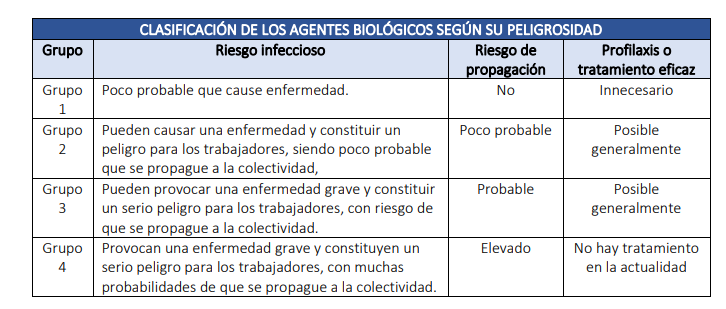 CLASIFICACIÓN DE LOS AGENTES BIOLÓGICOS SEGÚN SU PELIGROSIDAD
Grupo
Riesgo infeccioso
Riesgo de
propagación
Profilaxis o
tratamiento eficaz
Grupo
1
Poco probable que cause enfermedad.
No
Innecesario
Grupo
2
Pueden causar una enfermedad y constituir un
peligro para los trabajadores, siendo poco probable
que se propague a la colectividad,
Poco probable
Posible
generalmente
Grupo
3
Pueden provocar una enfermedad grave y constituir
un serio peligro para los trabajadores, con riesgo de
que se propague a la colectividad.
Probable
Posible
generalmente
Grupo
4
Provocan una enfermedad grave y constituyen un
serio peligro para los trabajadores, con muchas
probabilidades de que se propague a la colectividad.
Elevado
No hay tratamiento
en la actualidad